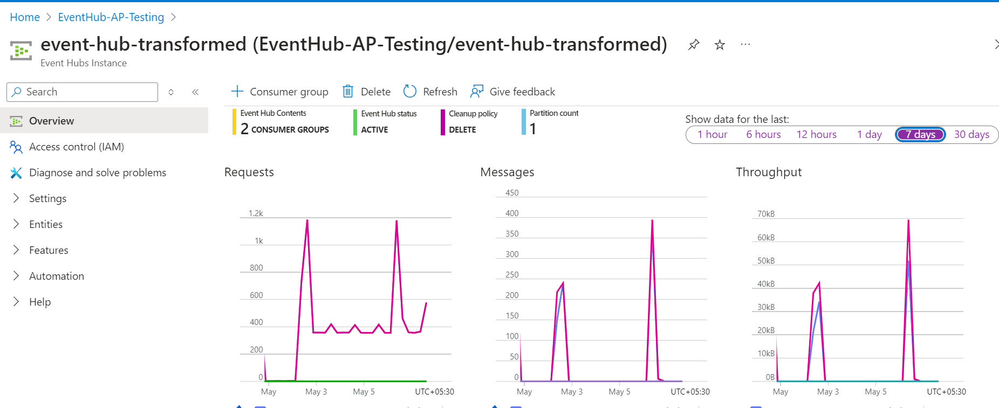 Home > EventHub-AP-Testing >
event-hub-transformed (EventHub-AP-Testing/event-hub-transformed)
Event Hubs Instance
Search
Overview
Access control (IAM)
Diagnose and solve problems
Settings
Entities
Features
Automation
Help
Consumer group Delete Refresh Give feedback
Event Hub Contents
2 CONSUMER GROUPS
Event Hub status
ACTIVE
Cleanup policy
DELETE
Partition count
1
Show data for the last:
1 hour 6 hours 12 hours 1 day 7 days 30 days
Requests
1.2k
1k
800
600
400
200
0
May May 3 May 5 UTC+05:30
Messages
450
400
350
300
250
200
150
100
50
0
May May 3 May 5 UTC+05:30
Throughput
70kB
60kB
50kB
40kB
30kB
20kB
10kB
0B
May May 3 May 5 UTC+05:30